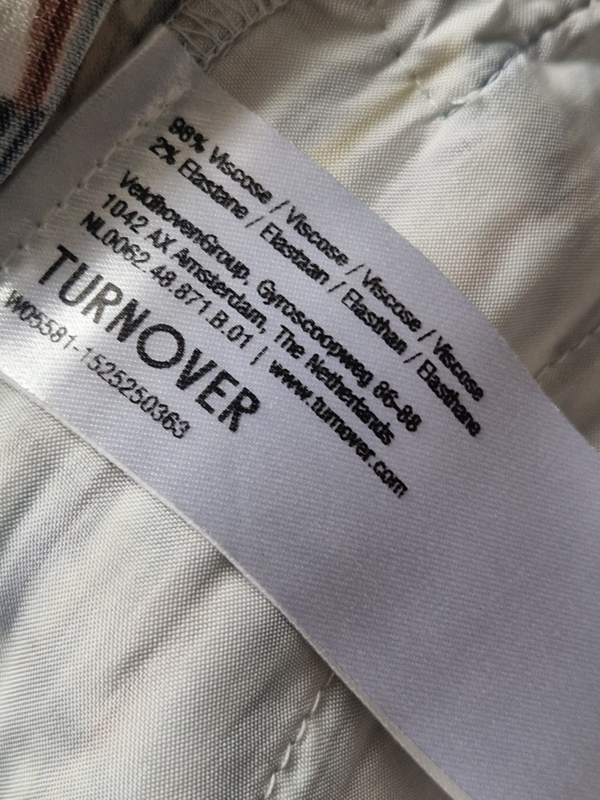 98% Viscose / Viscose / Viscose / Viscose
2% Elastane / Elastaan / Elasthan / Elasthane
VeldhovenGroup, Gyroscoopweg 86-88
1042 AX Amsterdam, The Netherlands
NL0062.48.871.B.01 | www.turnover.com
TURNOVER
W05581-1525250363